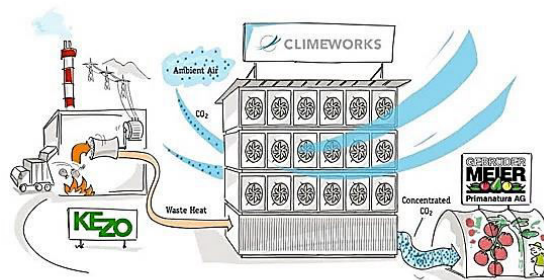 CLIMEWORKS
Ambient Air
CO₂
Waste Heat
KEZO
GEBRÜDER
MEIER
Primanatura AG
Concentrated
CO₂